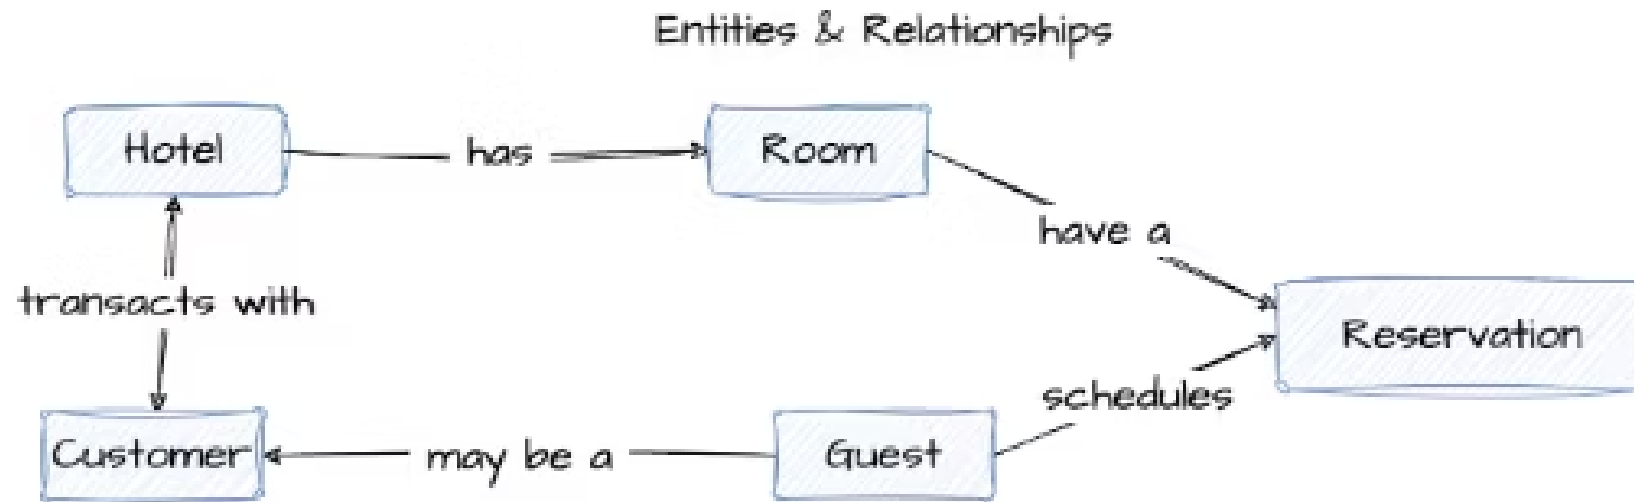 Entities & Relationships
Hotel
has
Room
have a
transacts with
Reservation
schedules
Customer
may be a
Guest